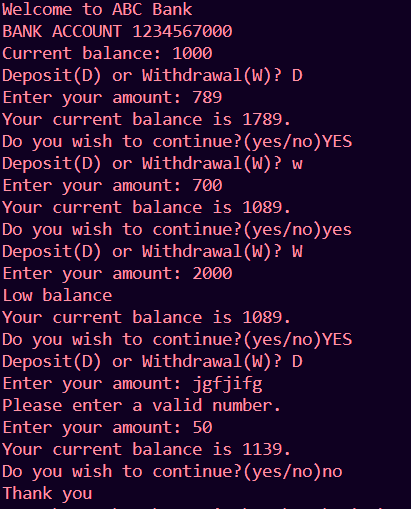 Welcome to ABC Bank
BANK ACCOUNT 1234567000
Current balance: 1000
Deposit(D) or Withdrawal(W)? D
Enter your amount: 789
Your current balance is 1789.
Do you wish to continue?(yes/no)YES
Deposit(D) or Withdrawal(W)? w
Enter your amount: 700
Your current balance is 1089.
Do you wish to continue?(yes/no)yes
Deposit(D) or Withdrawal(W)? W
Enter your amount: 2000
Low balance
Your current balance is 1089.
Do you wish to continue?(yes/no)YES
Deposit(D) or Withdrawal(W)? D
Enter your amount: jgfjifg
Please enter a valid number.
Enter your amount: 50
Your current balance is 1139.
Do you wish to continue?(yes/no)no
Thank you